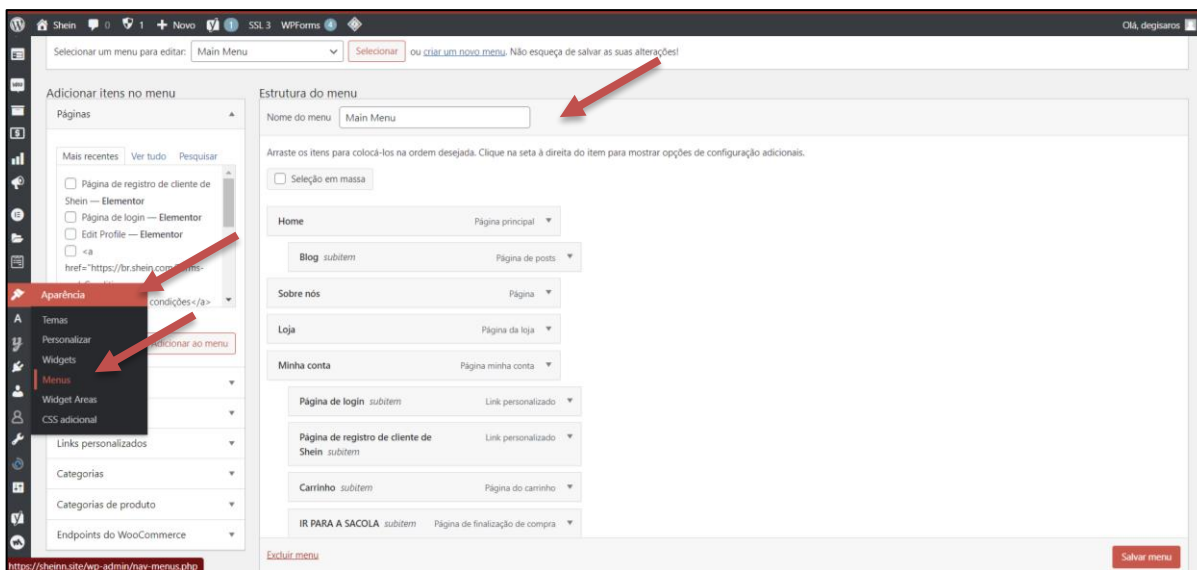 Shein 0 1 + Novo 1 SSL 3 WPForms 4 Olá, degisaros
Selecionar um menu para editar: Main Menu Selecionar ou criar um novo menu. Não esqueça de salvar as suas alterações!
Adicionar itens no menu
Páginas
Mais recentes Ver tudo Pesquisar
Página de registro de cliente de
Shein — Elementor
Página de login — Elementor
Edit Profile — Elementor
<a
href="https://br.shein.com
condições</a>
Adicionar ao menu
Links personalizados
Categorias
Categorias de produto
Endpoints do WooCommerce
Aparência
Temas
Personalizar
Widgets
Menus
Widget Areas
CSS adicional
Estrutura do menu
Nome do menu Main Menu
Arraste os itens para colocá-los na ordem desejada. Clique na seta à direita do item para mostrar opções de configuração adicionais.
Seleção em massa
Home Página principal
Blog subitem Página de posts
Sobre nós Página
Loja Página da loja
Minha conta Página minha conta
Página de login subitem Link personalizado
Página de registro de cliente de Link personalizado
Shein subitem
Carrinho subitem Página do carrinho
IR PARA A SACOLA subitem Página de finalização de compra
Excluir menu Salvar menu
https://sheinn.site/wp-admin/nav-menus.php